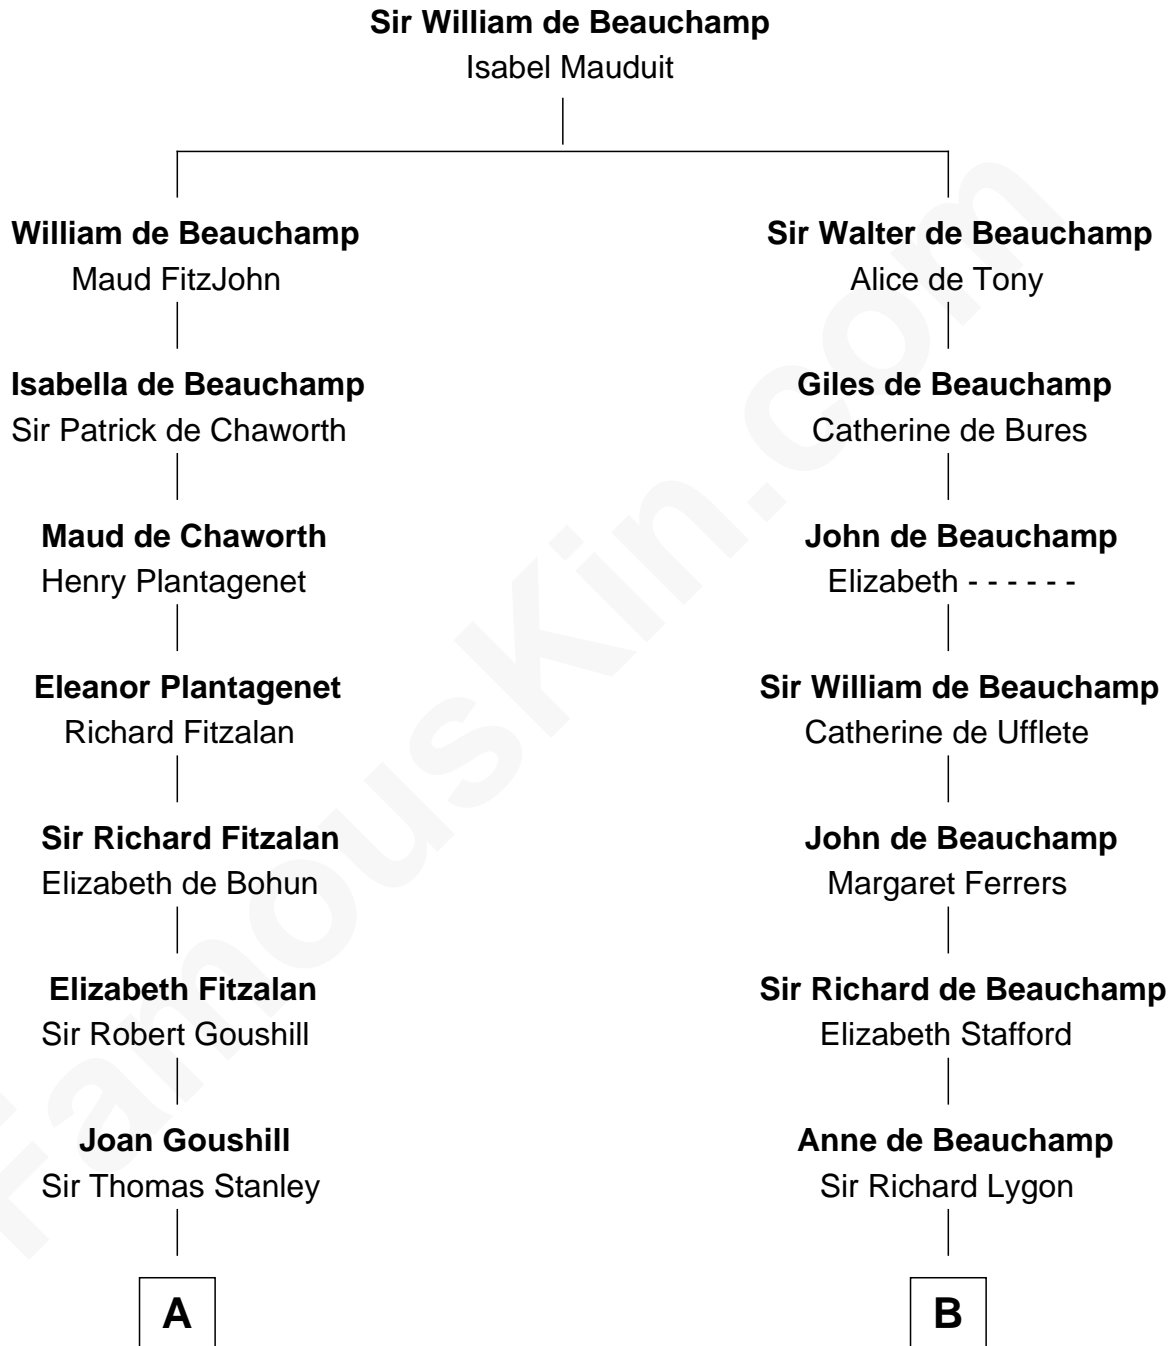 Sir William de Beauchamp
Isabel Mauduit
William de Beauchamp
Maud FitzJohn
Sir Walter de Beauchamp
Alice de Tony
Isabella de Beauchamp
Sir Patrick de Chaworth
Giles de Beauchamp
Catherine de Bures
Maud de Chaworth
Henry Plantagenet
John de Beauchamp
Elizabeth - - - - - -
Eleanor Plantagenet
Richard Fitzalan
Sir William de Beauchamp
Catherine de Ufflete
Sir Richard Fitzalan
Elizabeth de Bohun
John de Beauchamp
Margaret Ferrers
Elizabeth Fitzalan
Sir Robert Goushill
Sir Richard de Beauchamp
Elizabeth Stafford
Joan Goushill
Sir Thomas Stanley
Anne de Beauchamp
Sir Richard Lygon
A
B
FamousKin.com